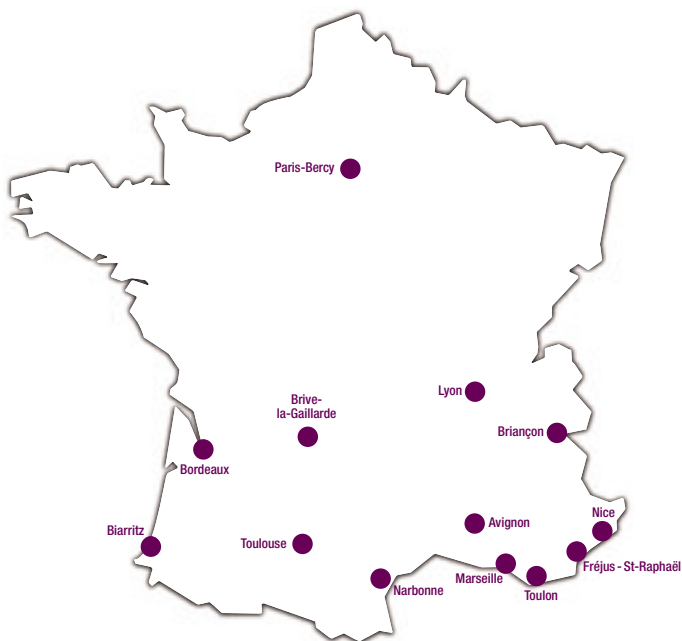 Paris-Bercy
Lyon
Brive-
la-Gaillarde
Briançon
Bordeaux
Nice
Avignon
Biarritz
Toulouse
Fréjus - St-Raphaël
Marseille
Narbonne
Toulon